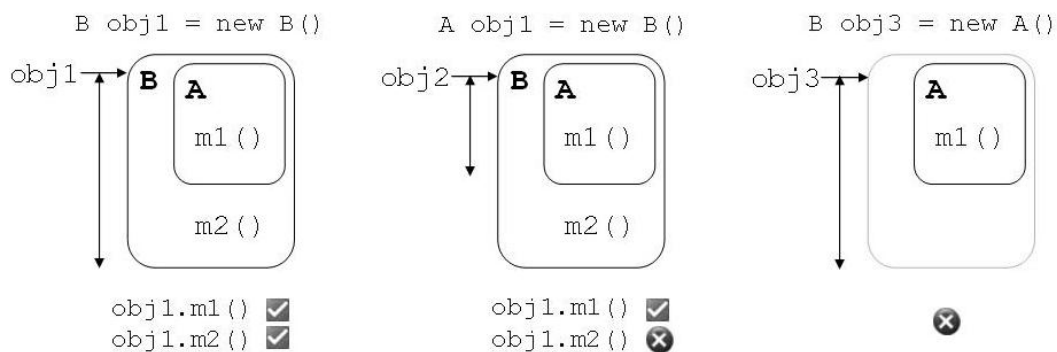 B obj1 = new B()
obj1
B
A
m1()
m2()
obj1.m1()
obj1.m2()
A obj1 = new B()
obj2
B
A
m1()
m2()
obj1.m1()
obj1.m2()
B obj3 = new A()
obj3
A
m1()